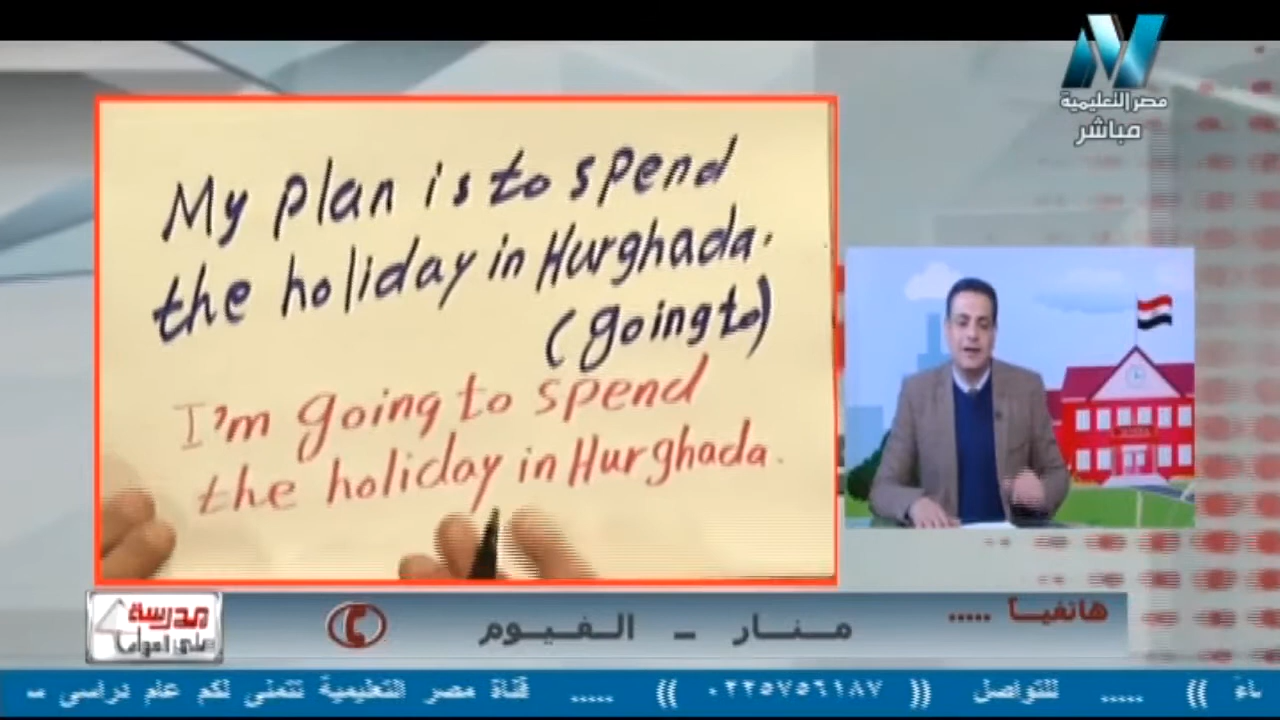 مصر التعليمية
مباشر
My plan is to spend
the holiday in Hurghada.
(going to)
I'm going to spend
the holiday in Hurghada.
هاتفياً .....
منار - الفيوم
مدرسة
على الهواء
للتواصل (( ٠٢٢٥٧٥٦١٨٧ )) ..... قناة مصر التعليمية تتمنى لكم عام دراسى